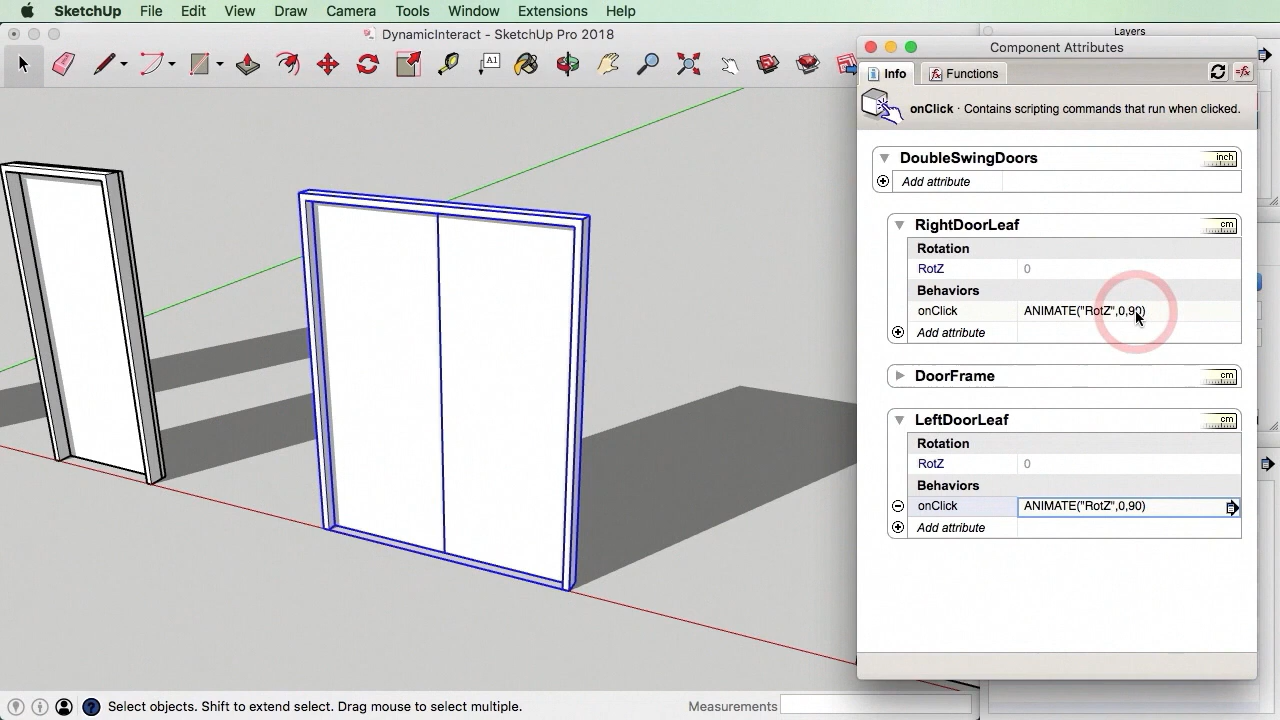 SketchUp File Edit View Draw Camera Tools Window Extensions Help
DynamicInteract - SketchUp Pro 2018
Layers
A1
Component Attributes
Info
Functions
=fx
onClick · Contains scripting commands that run when clicked.
DoubleSwingDoors
inch
Add attribute
RightDoorLeaf
cm
Rotation
RotZ 0
Behaviors
onClick ANIMATE("RotZ",0,90)
Add attribute
DoorFrame
cm
LeftDoorLeaf
cm
Rotation
RotZ 0
Behaviors
onClick ANIMATE("RotZ",0,90)
Add attribute
Select objects. Shift to extend select. Drag mouse to select multiple.
Measurements